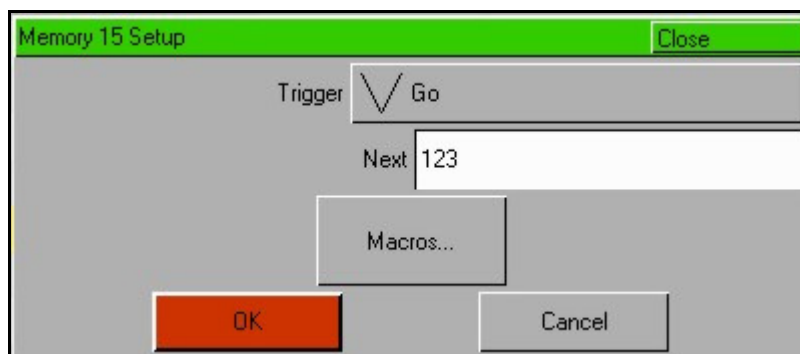 Memory 15 Setup Close
Trigger Go
Next 123
Macros...
OK Cancel